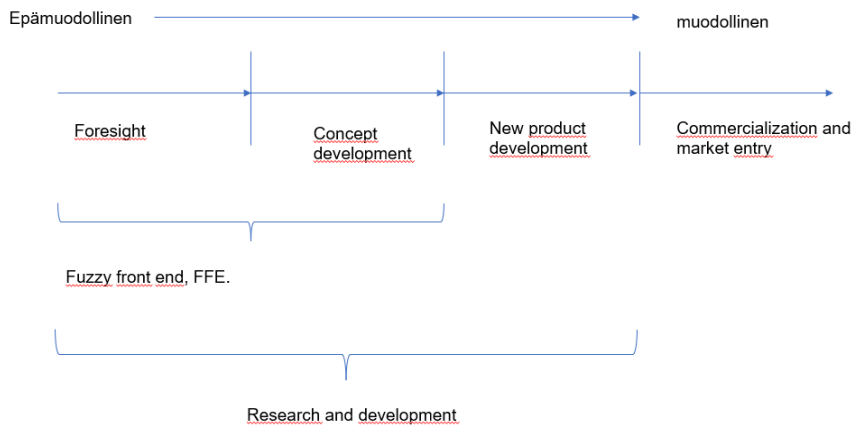 Epämuodollinen
muodollinen
Foresight
Concept
development
New product
development
Commercialization and
market entry
Fuzzy front end, FFE.
Research and development